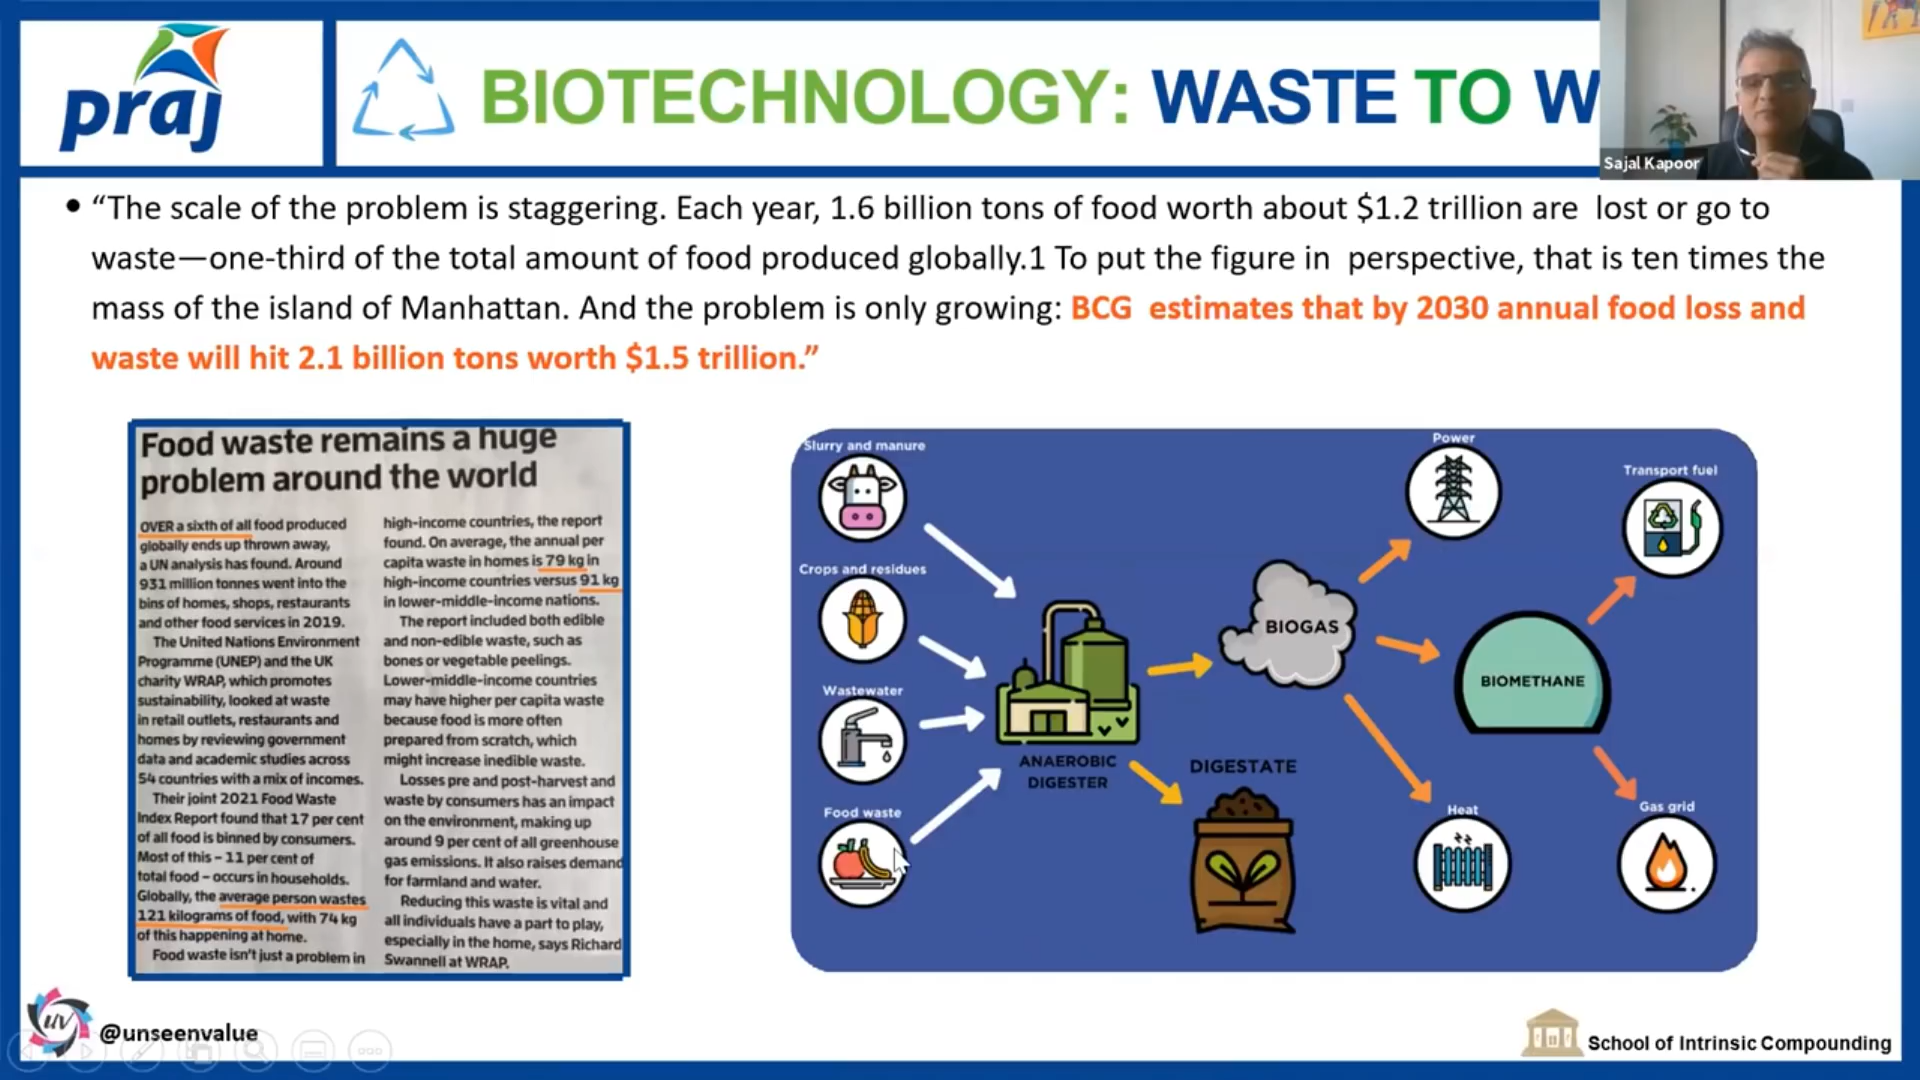 praj
BIOTECHNOLOGY: WASTE TO W
Sajal Kapoor
• “The scale of the problem is staggering. Each year, 1.6 billion tons of food worth about $1.2 trillion are lost or go to
waste—one-third of the total amount of food produced globally.1 To put the figure in perspective, that is ten times the
mass of the island of Manhattan. And the problem is only growing: BCG estimates that by 2030 annual food loss and
waste will hit 2.1 billion tons worth $1.5 trillion.”
Food waste remains a huge
problem around the world
OVER a sixth of all food produced
globally ends up thrown away,
a UN analysis has found. Around
931 million tonnes went into the
bins of homes, shops, restaurants
and other food services in 2019.
The United Nations Environment
Programme (UNEP) and the UK
charity WRAP, which promotes
sustainability, looked at waste
in retail outlets, restaurants and
homes by reviewing government
data and academic studies across
54 countries with a mix of incomes.
Their joint 2021 Food Waste
Index Report found that 17 per cent
of all food is binned by consumers.
Most of this – 11 per cent of
total food – occurs in households.
Globally, the average person wastes
121 kilograms of food, with 74 kg
of this happening at home.
Food waste isn't just a problem in
high-income countries, the report
found. On average, the annual per
capita waste in homes is 79 kg in
high-income countries versus 91 kg
in lower-middle-income nations.
The report included both edible
and non-edible waste, such as
bones or vegetable peelings.
Lower-middle-income countries
may have higher per capita waste
because food is more often
prepared from scratch, which
might increase inedible waste.
Losses pre and post-harvest and
waste by consumers has an impact
on the environment, making up
around 9 per cent of all greenhouse
gas emissions. It also raises demand
for farmland and water.
Reducing this waste is vital and
all individuals have a part to play,
especially in the home, says Richard
Swannell at WRAP.
Slurry and manure
Crops and residues
Wastewater
Food waste
ANAEROBIC
DIGESTER
BIOGAS
DIGESTATE
Power
Transport fuel
BIOMETHANE
Heat
Gas grid
UV
@unseenvalue
School of Intrinsic Compounding